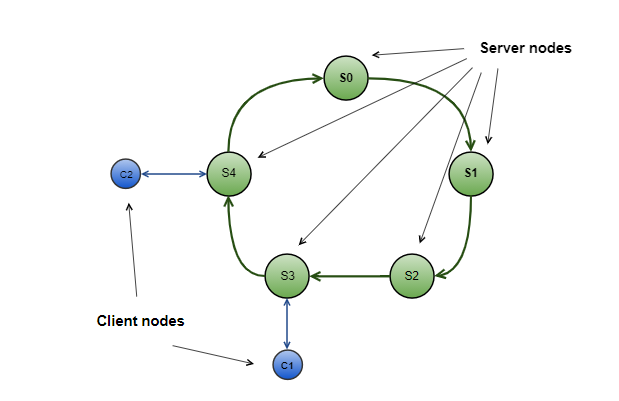 Server nodes
S0
S1
S4
C2
S3
S2
Client nodes
C1